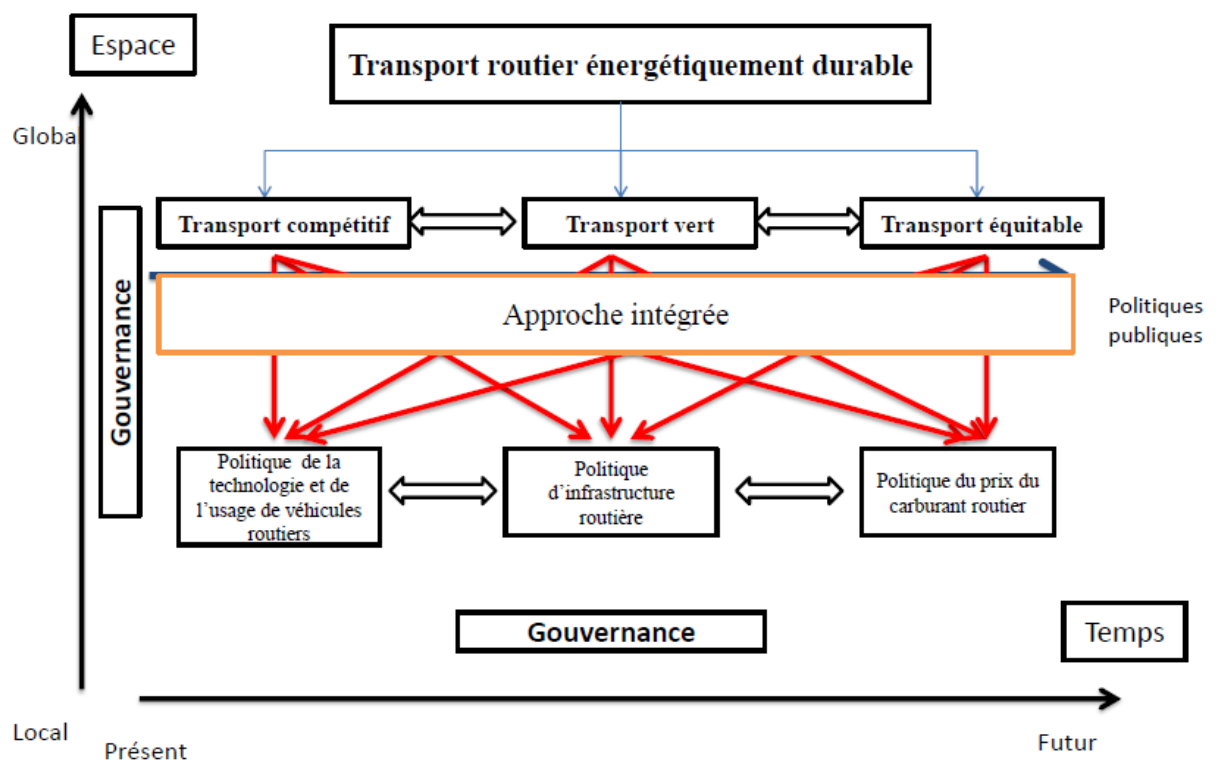 Espace
Transport routier énergétiquement durable
Global
Transport compétitif
Transport vert
Transport équitable
Gouvernance
Approche intégrée
Politiques
publiques
Politique de la
technologie et de
l’usage de véhicules
routiers
Politique
d’infrastructure
routière
Politique du prix du
carburant routier
Gouvernance
Temps
Local
Présent
Futur